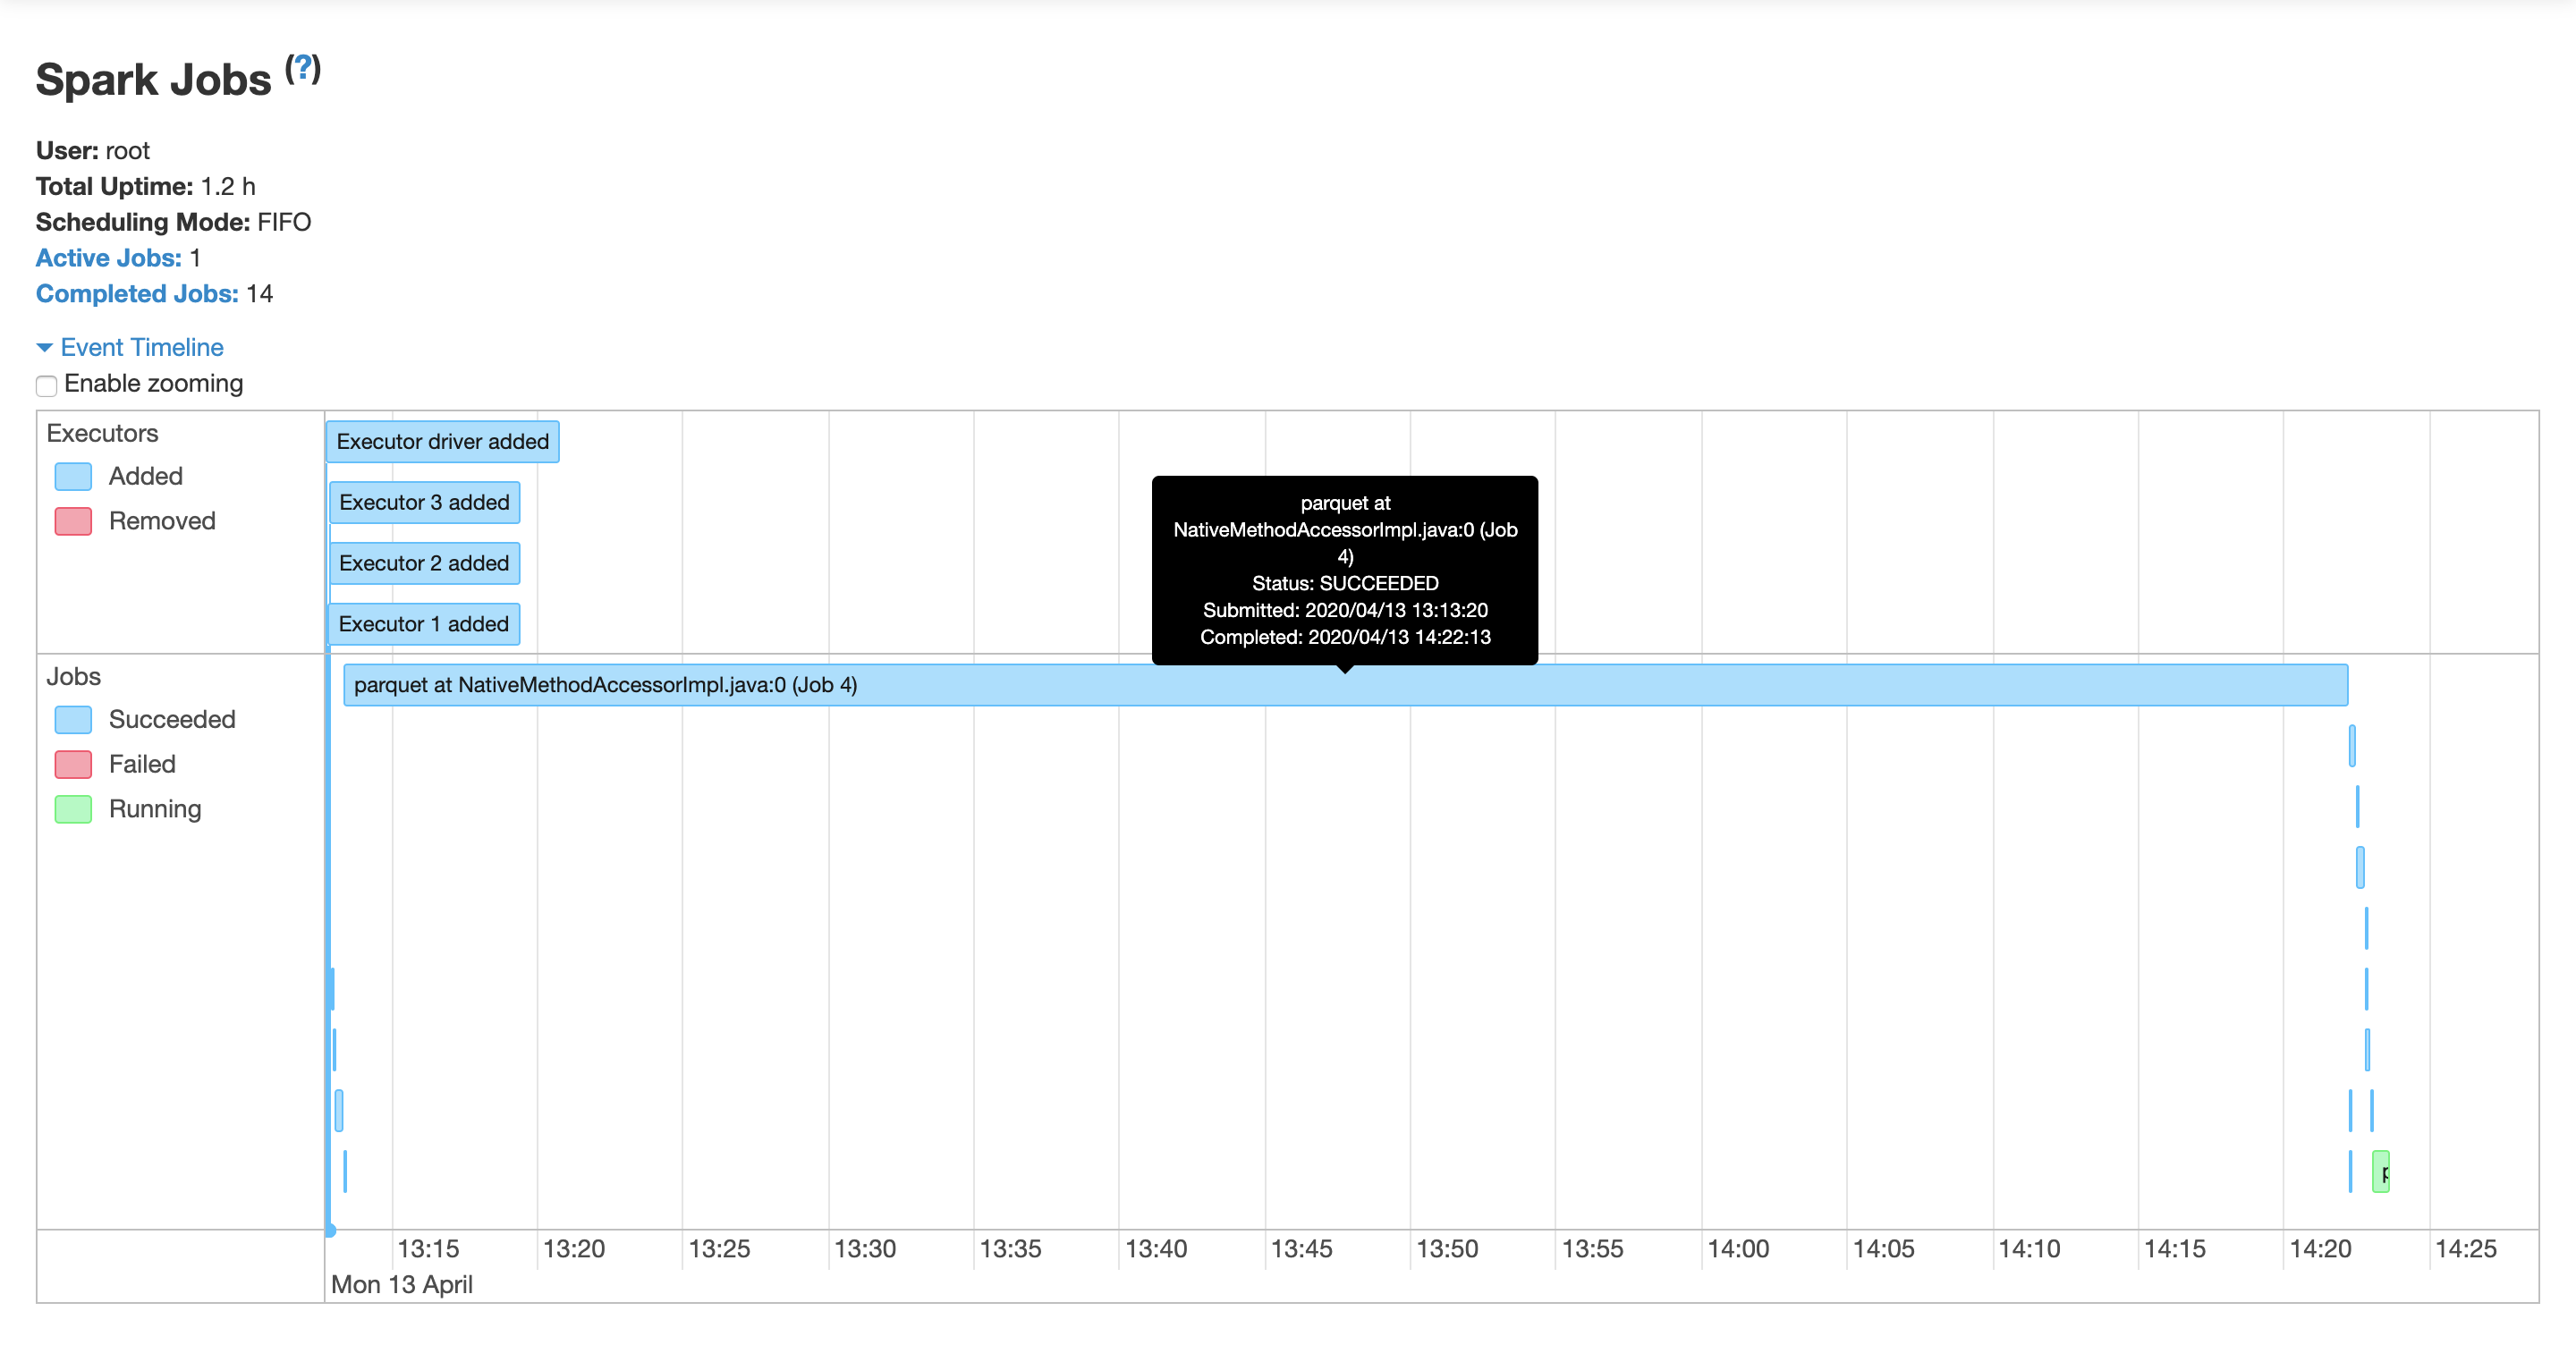 Spark Jobs (?)
User: root
Total Uptime: 1.2 h
Scheduling Mode: FIFO
Active Jobs: 1
Completed Jobs: 14
Event Timeline
Enable zooming
Executors
Added
Removed
Executor driver added
Executor 3 added
Executor 2 added
Executor 1 added
parquet at
NativeMethodAccessorImpl.java:0 (Job
4)
Status: SUCCEEDED
Submitted: 2020/04/13 13:13:20
Completed: 2020/04/13 14:22:13
Jobs
Succeeded
Failed
Running
parquet at NativeMethodAccessorImpl.java:0 (Job 4)
13:15 13:20 13:25 13:30 13:35 13:40 13:45 13:50 13:55 14:00 14:05 14:10 14:15 14:20 14:25
Mon 13 April